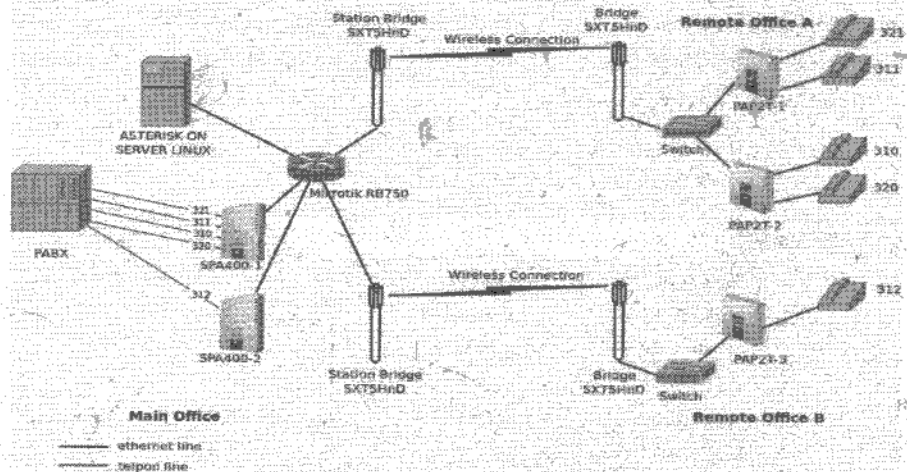 Station Bridge
SXT5HnD
Wireless Connection
Bridge
SXT5HnD
Remote Office A
321
311
PAP2T-1
ASTERISK ON
SERVER LINUX
Switch
310
320
PAP2T-2
Mikrotik RB750
321
311
310
320
SPA400-1
PABX
312
SPA400-2
Wireless Connection
312
PAP2T-3
Station Bridge
SXT5HnD
Bridge
SXT5HnD
Switch
Remote Office B
Main Office
ethernet line
telpon line